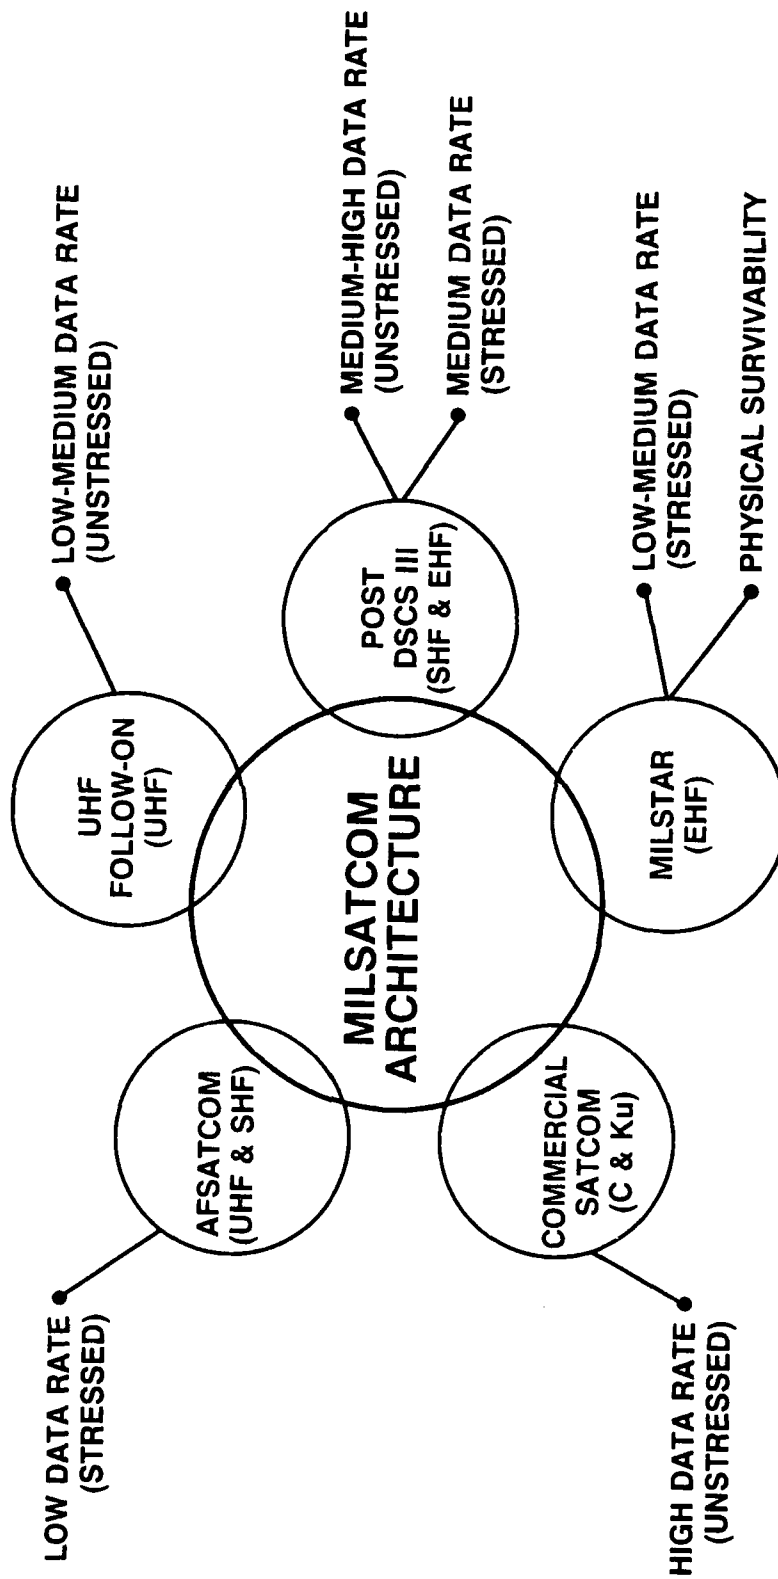 LOW DATA RATE
(STRESSED)
AFSATCOM
(UHF & SHF)
UHF
FOLLOW-ON
(UHF)
LOW-MEDIUM DATA RATE
(UNSTRESSED)
MILSATCOM
ARCHITECTURE
POST
DSCS III
(SHF & EHF)
MEDIUM-HIGH DATA RATE
(UNSTRESSED)
MEDIUM DATA RATE
(STRESSED)
COMMERCIAL
SATCOM
(C & Ku)
HIGH DATA RATE
(UNSTRESSED)
MILSTAR
(EHF)
LOW-MEDIUM DATA RATE
(STRESSED)
PHYSICAL SURVIVABILITY